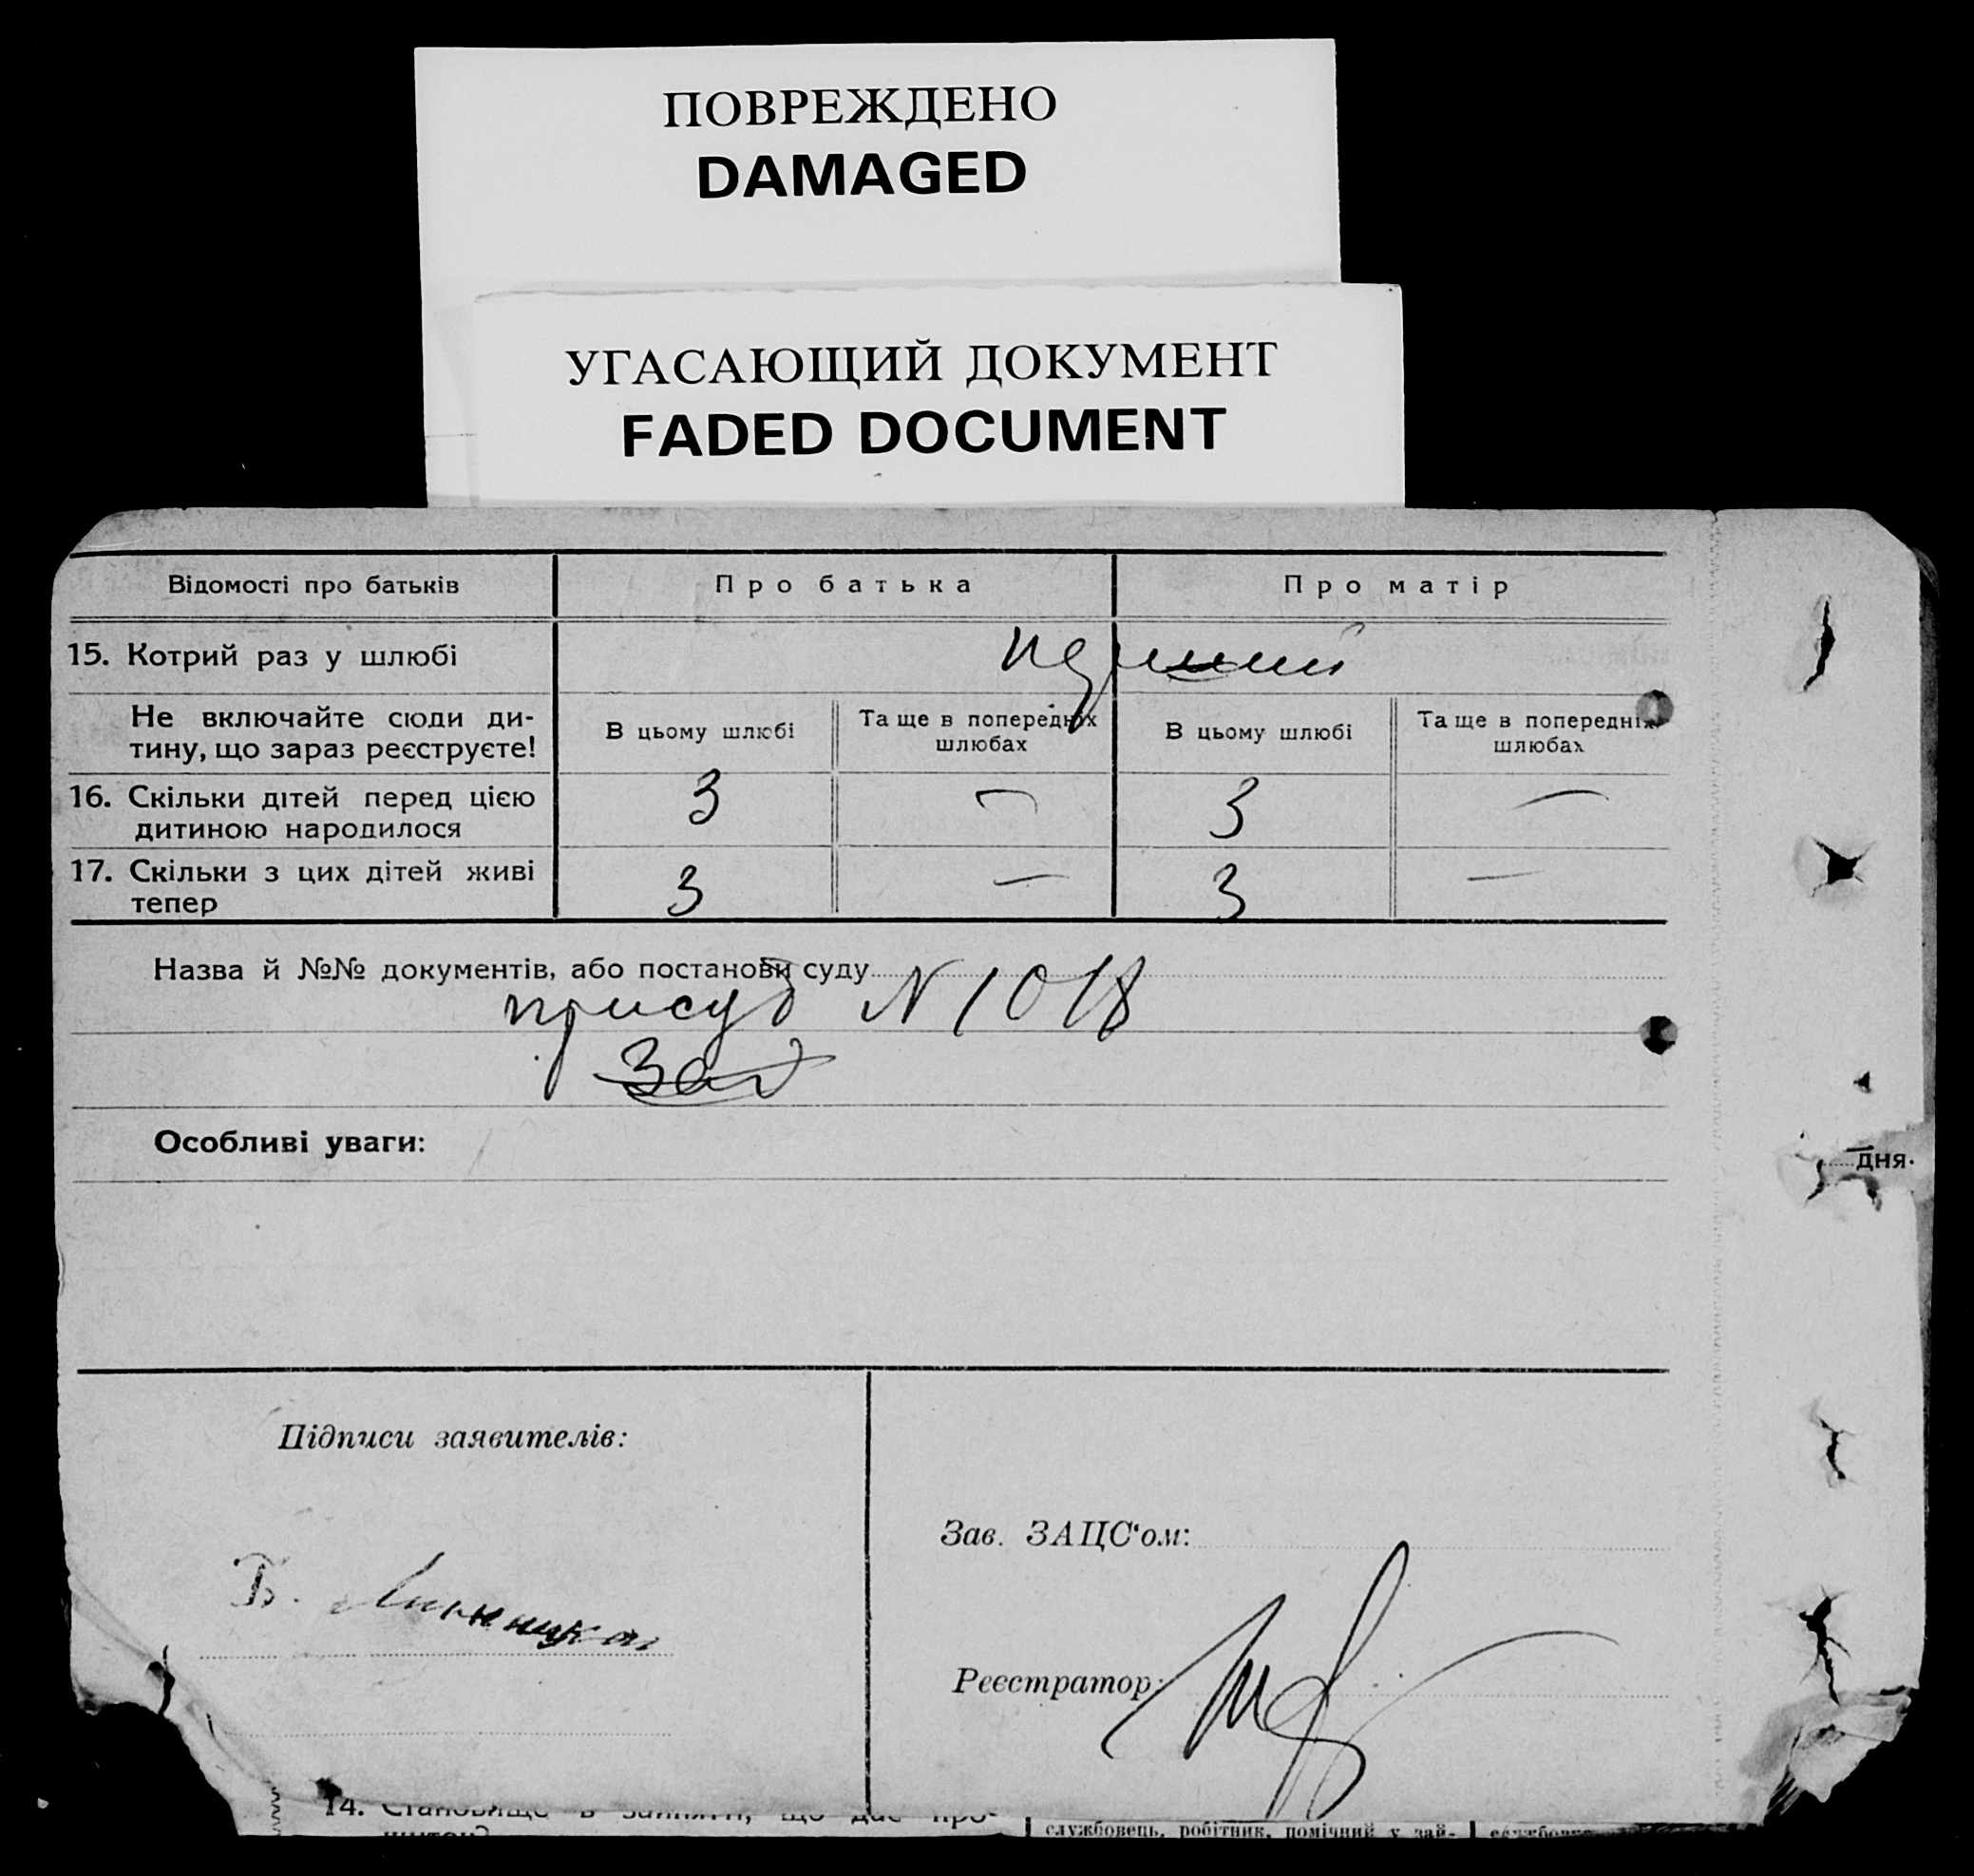 ПОВРЕЖДЕНО
DAMAGED
УГАСАЮЩИЙ ДОКУМЕНТ
FADED DOCUMENT
Відомості про батьків Про батька Про матір
15. Котрий раз у шлюбі перший
Не включайте сюди ди-
тину, що зараз реєструєте!
В цьому шлюбі Та ще в попередніх
шлюбах
В цьому шлюбі Та ще в попередніх
шлюбах
16. Скільки дітей перед цією
дитиною народилося
3 — 3 —
17. Скільки з цих дітей живі
тепер
3 — 3 —
Назва й №№ документів, або постанови суду
присуд N 1018
Особливі уваги:
дня.
Підписи заявителів:
Зав. ЗАЦС‘ом:
Б.
Реєстратор:
14. Становище в занятті, що дає про-
службовець, робітник, помічний у зай-